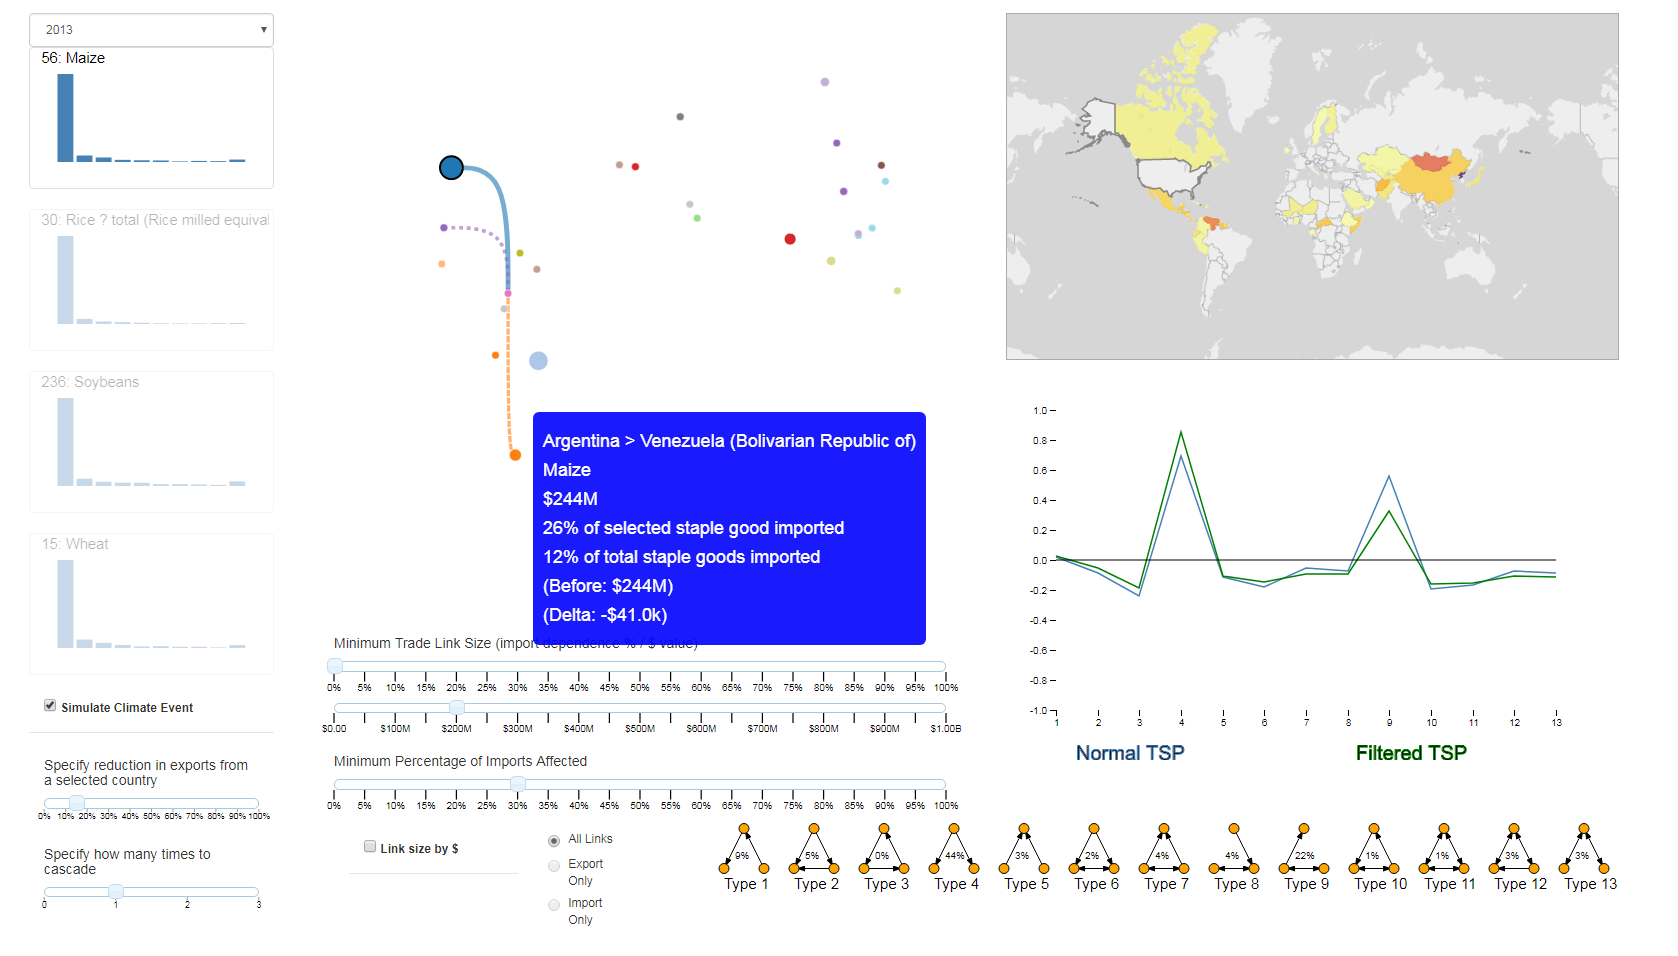 2013
56: Maize
30: Rice ? total (Rice milled equival
236: Soybeans
15: Wheat
Simulate Climate Event
Specify reduction in exports from
a selected country
0% 10% 20% 30% 40% 50% 60% 70% 80% 90% 100%
Specify how many times to
cascade
0 1 2 3
Argentina > Venezuela (Bolivarian Republic of)
Maize
$244M
26% of selected staple good imported
12% of total staple goods imported
(Before: $244M)
(Delta: -$41.0k)
Minimum Trade Link Size (import dependence % / $ value)
0% 5% 10% 15% 20% 25% 30% 35% 40% 45% 50% 55% 60% 65% 70% 75% 80% 85% 90% 95% 100%
$0.00 $100M $200M $300M $400M $500M $600M $700M $800M $900M $1.00B
Minimum Percentage of Imports Affected
0% 5% 10% 15% 20% 25% 30% 35% 40% 45% 50% 55% 60% 65% 70% 75% 80% 85% 90% 95% 100%
Link size by $
All Links
Export
Only
Import
Only
1.0
0.8
0.6
0.4
0.2
0.0
-0.2
-0.4
-0.6
-0.8
-1.0
1 2 3 4 5 6 7 8 9 10 11 12 13
Normal TSP
Filtered TSP
9% 5% 0% 44% 3% 2% 4% 4% 22% 1% 1% 3% 3%
Type 1 Type 2 Type 3 Type 4 Type 5 Type 6 Type 7 Type 8 Type 9 Type 10 Type 11 Type 12 Type 13